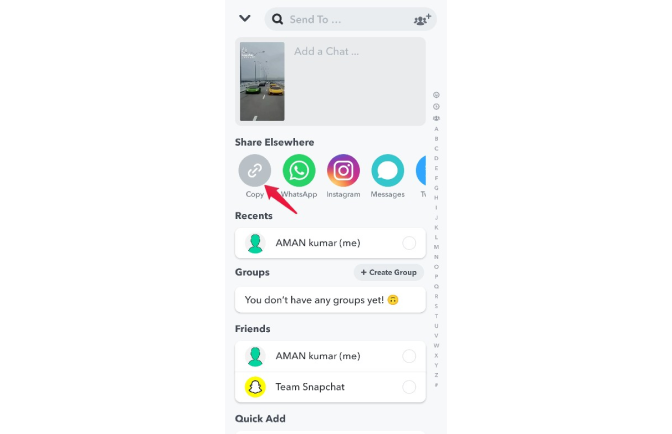 Send To ...
Add a Chat ...
Share Elsewhere
Copy
WhatsApp
Instagram
Messages
Recents
AMAN kumar (me)
Groups
+ Create Group
You don't have any groups yet! 🙃
Friends
AMAN kumar (me)
Team Snapchat
Quick Add
A
B
C
D
E
F
G
H
I
J
K
L
M
N
O
P
Q
R
S
T
U
V
W
X
Y
Z
#